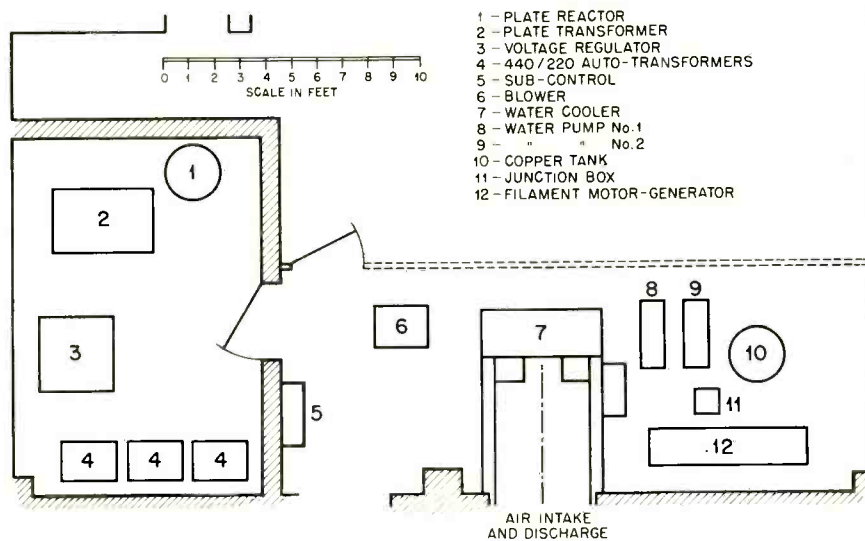 1 – PLATE REACTOR
2 – PLATE TRANSFORMER
3 – VOLTAGE REGULATOR
4 – 440/220 AUTO-TRANSFORMERS
5 – SUB-CONTROL
6 – BLOWER
7 – WATER COOLER
8 – WATER PUMP No.1
9 – " " No.2
10 – COPPER TANK
11 – JUNCTION BOX
12 – FILAMENT MOTOR-GENERATOR
0 1 2 3 4 5 6 7 8 9 10
SCALE IN FEET
1
2
3
4 4 4
5
6
7
8 9
10
11
12
AIR INTAKE
AND DISCHARGE